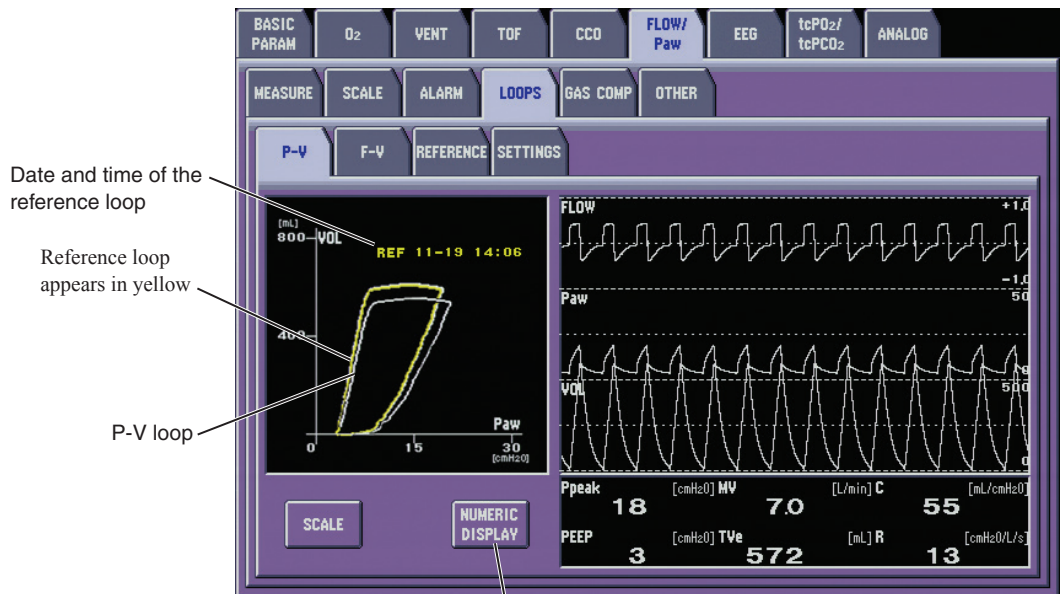 BASIC PARAM
O2
VENT
TOF
CCO
FLOW/ Paw
EEG
tcPO2/ tcPCO2
ANALOG
MEASURE
SCALE
ALARM
LOOPS
GAS COMP
OTHER
P-V
F-V
REFERENCE
SETTINGS
Date and time of the
reference loop
Reference loop
appears in yellow
P-V loop
[mL]
800
VOL
REF 11-19 14:06
400
Paw
0
15
30
[cmH2O]
FLOW
+1.0
-1.0
Paw
50
0
VOL
500
0
Ppeak
[cmH2O]
18
MV
[L/min]
7.0
C
[mL/cmH2O]
55
PEEP
[cmH2O]
3
TVe
[mL]
572
R
[cmH2O/L/s]
13
SCALE
NUMERIC
DISPLAY